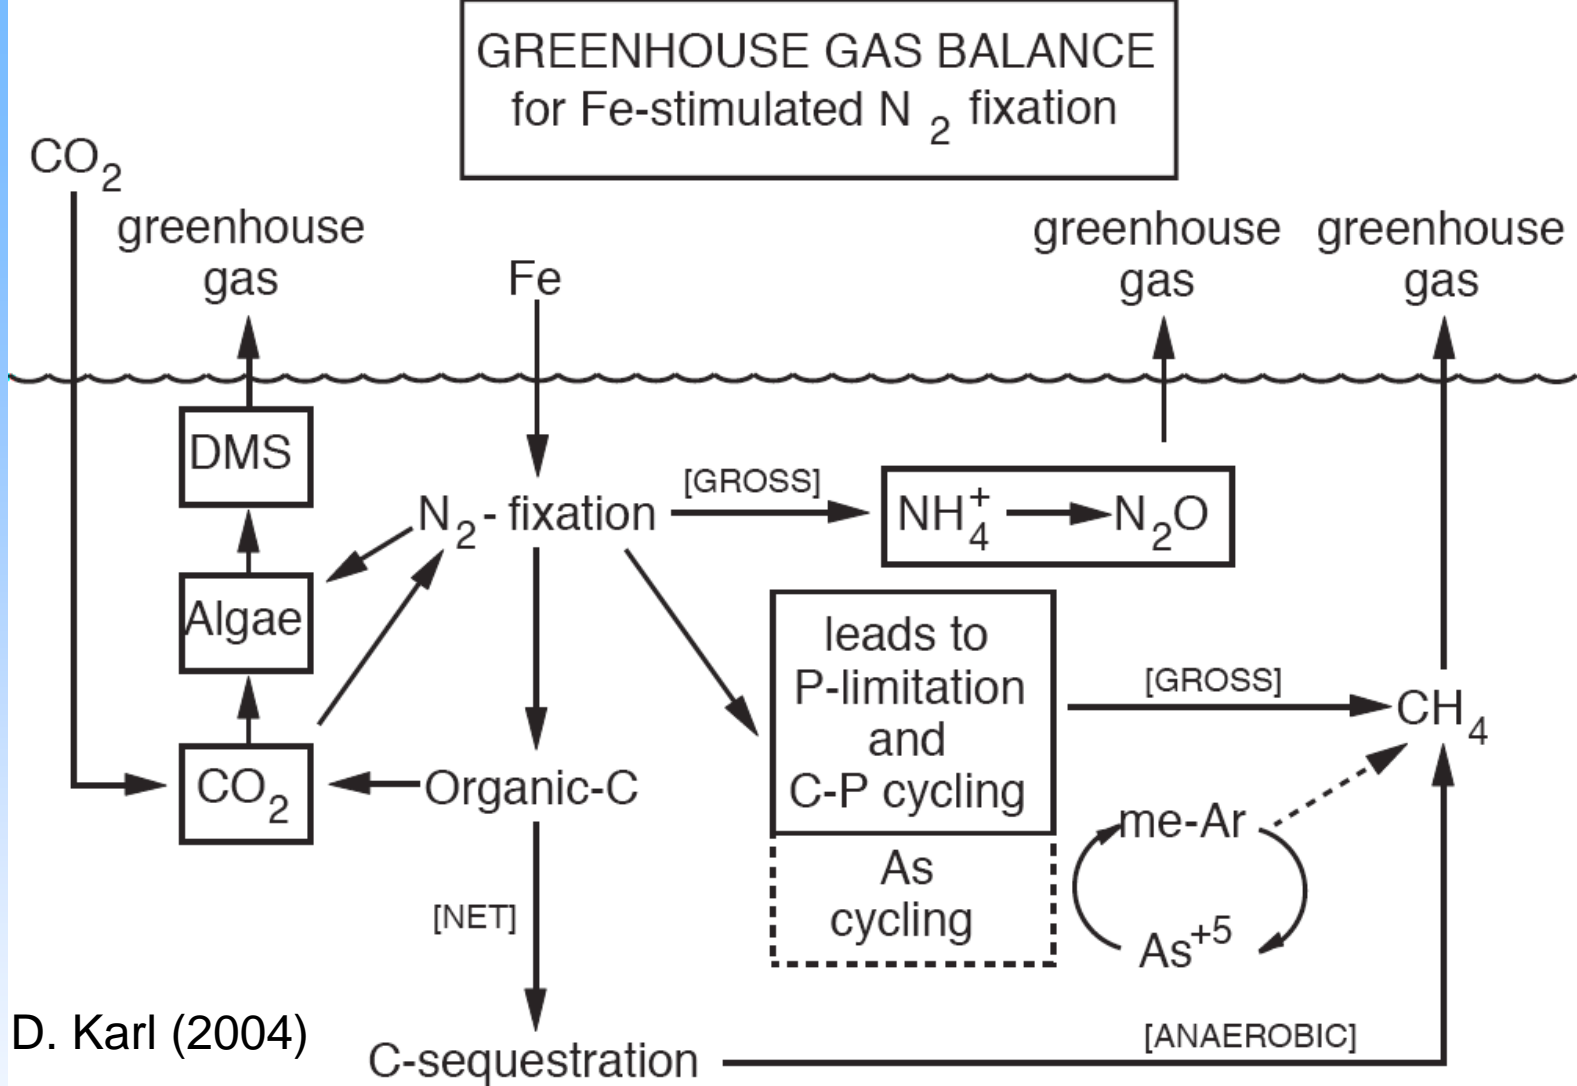 GREENHOUSE GAS BALANCE
for Fe-stimulated N₂ fixation
CO₂
greenhouse
gas
Fe
greenhouse
gas
greenhouse
gas
DMS
N₂ - fixation
[GROSS]
NH₄⁺
N₂O
Algae
leads to
P-limitation
and
C-P cycling
[GROSS]
CH₄
CO₂
Organic-C
me-Ar
As
cycling
[NET]
As⁺⁵
D. Karl (2004)
C-sequestration
[ANAEROBIC]